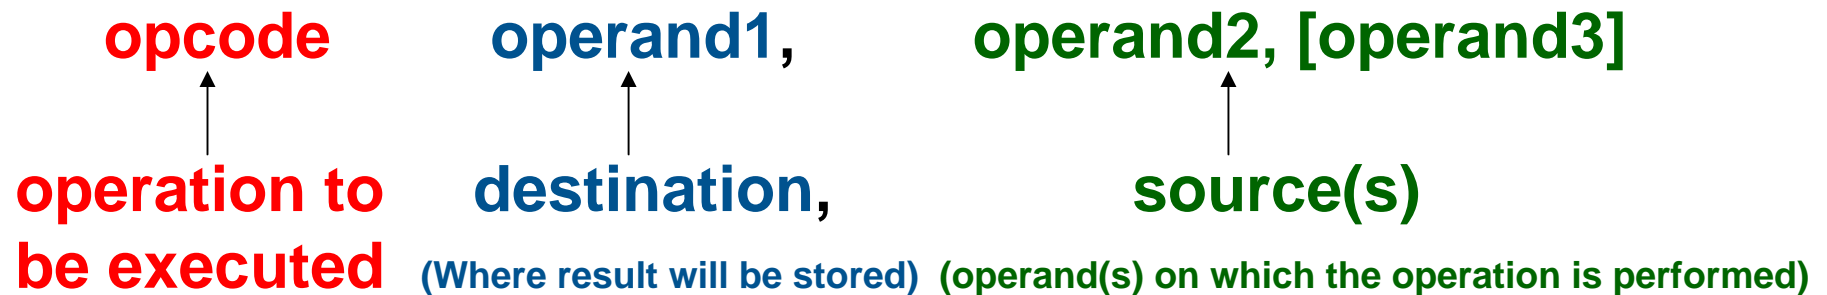 opcode operand1, operand2, [operand3]
operation to destination, source(s)
be executed (Where result will be stored) (operand(s) on which the operation is performed)